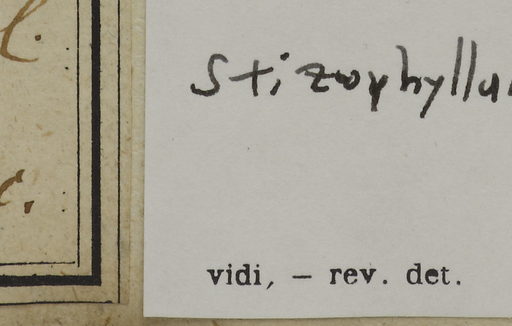 l.
Stizophyllu
c.
vidi, — rev. det.